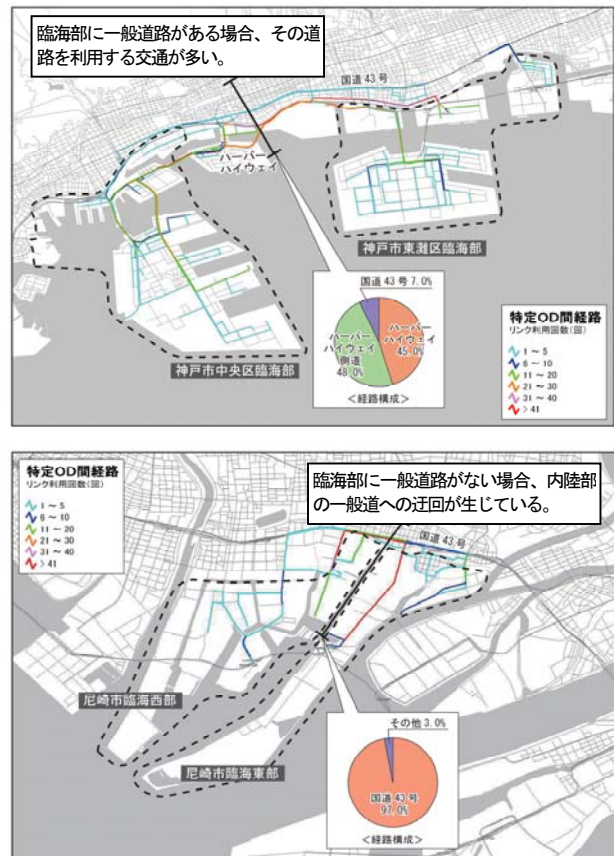 臨海部に一般道路がある場合、その道
路を利用する交通が多い。
国道43号
ハーバー
ハイウェイ
神戸市東灘区臨海部
国道43号 7.0%
ハーバー
ハイウェイ
45.0%
ハーバー
ハイウェイ
側道
48.0%
<経路構成>
神戸市中央区臨海部
特定OD間経路
リンク利用回数(図)
1 ~ 5
6 ~ 10
11 ~ 20
21 ~ 30
31 ~ 40
> 41
特定OD間経路
リンク利用回数(図)
1 ~ 5
6 ~ 10
11 ~ 20
21 ~ 30
31 ~ 40
> 41
臨海部に一般道路がない場合、内陸部
の一般道への迂回が生じている。
国道43号
尼崎市臨海西部
尼崎市臨海東部
その他 3.0%
国道43号
97.0%
<経路構成>